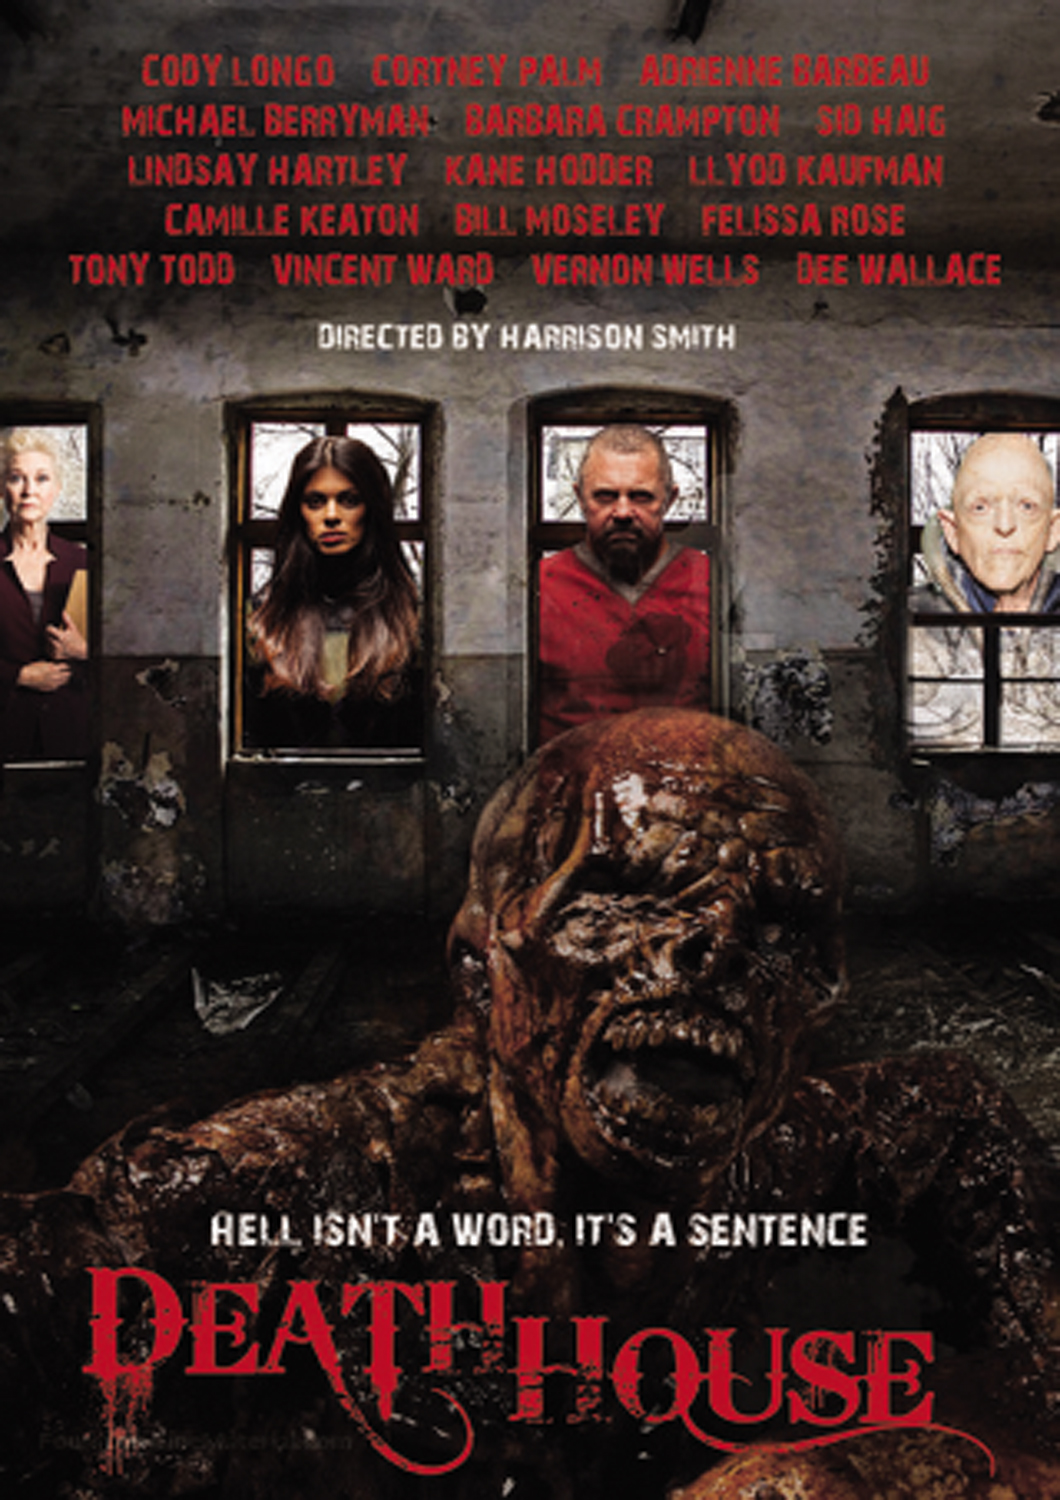 CODY LONGO CORTNEY PALM ADRIENNE BARBEAU
MICHAEL BERRYMAN BARBARA CRAMPTON SID HAIG
LINDSAY HARTLEY KANE HODDER LLYOD KAUFMAN
CAMILLE KEATON BILL MOSELEY FELISSA ROSE
TONY TODD VINCENT WARD VERNON WELLS DEE WALLACE
DIRECTED BY HARRISON SMITH
HELL ISN'T A WORD, IT'S A SENTENCE
DEATH HOUSE